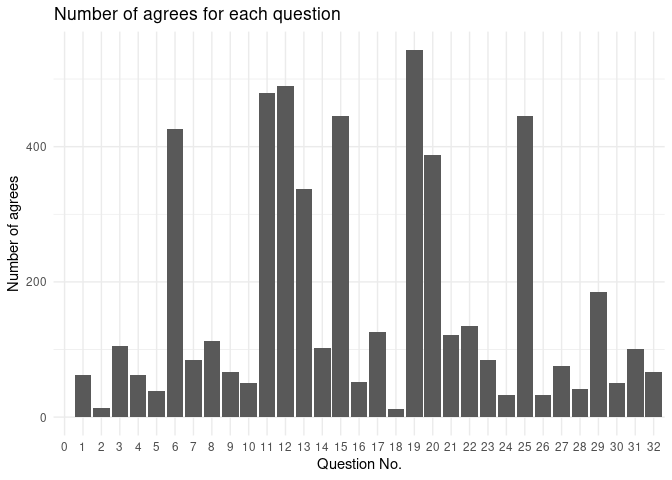 Number of agrees for each question
Number of agrees
400
200
0
0 1 2 3 4 5 6 7 8 9 10 11 12 13 14 15 16 17 18 19 20 21 22 23 24 25 26 27 28 29 30 31 32
Question No.